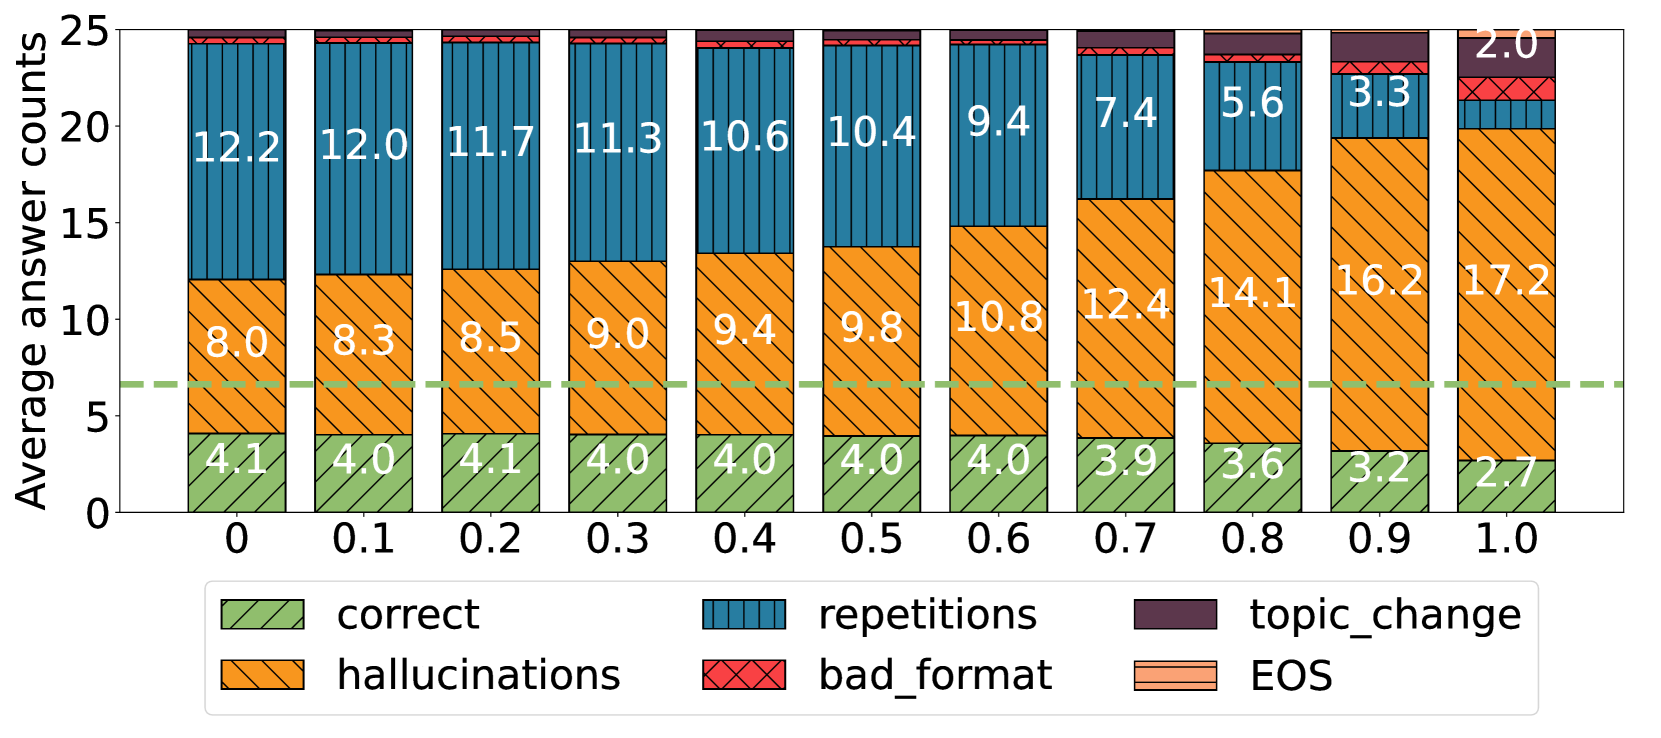 Average answer counts
25
20
15
10
5
0
2.0
12.2 12.0 11.7 11.3 10.6 10.4 9.4 7.4 5.6 3.3
8.0 8.3 8.5 9.0 9.4 9.8 10.8 12.4 14.1 16.2 17.2
4.1 4.0 4.1 4.0 4.0 4.0 4.0 3.9 3.6 3.2 2.7
0 0.1 0.2 0.3 0.4 0.5 0.6 0.7 0.8 0.9 1.0
correct repetitions topic_change
hallucinations bad_format EOS